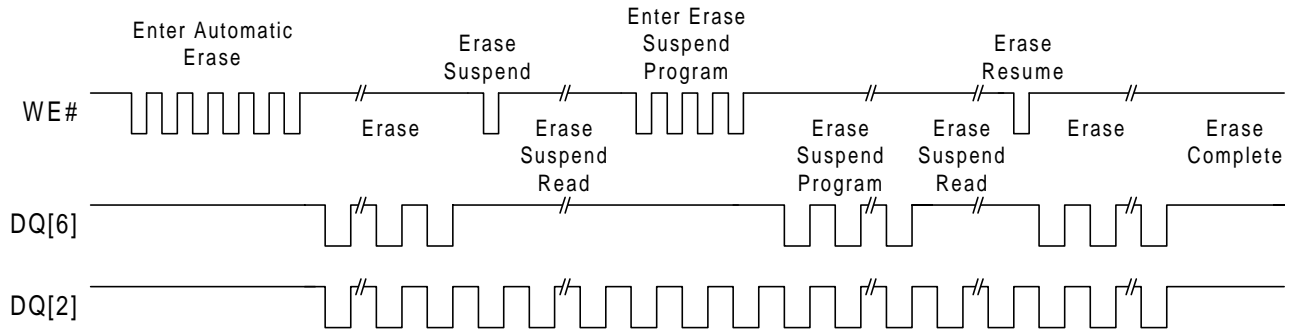 Enter Automatic
Erase
Erase
Suspend
Enter Erase
Suspend
Program
Erase
Resume
WE#
Erase
Erase
Suspend
Read
Erase
Suspend
Program
Erase
Suspend
Read
Erase
Erase
Complete
DQ[6]
DQ[2]